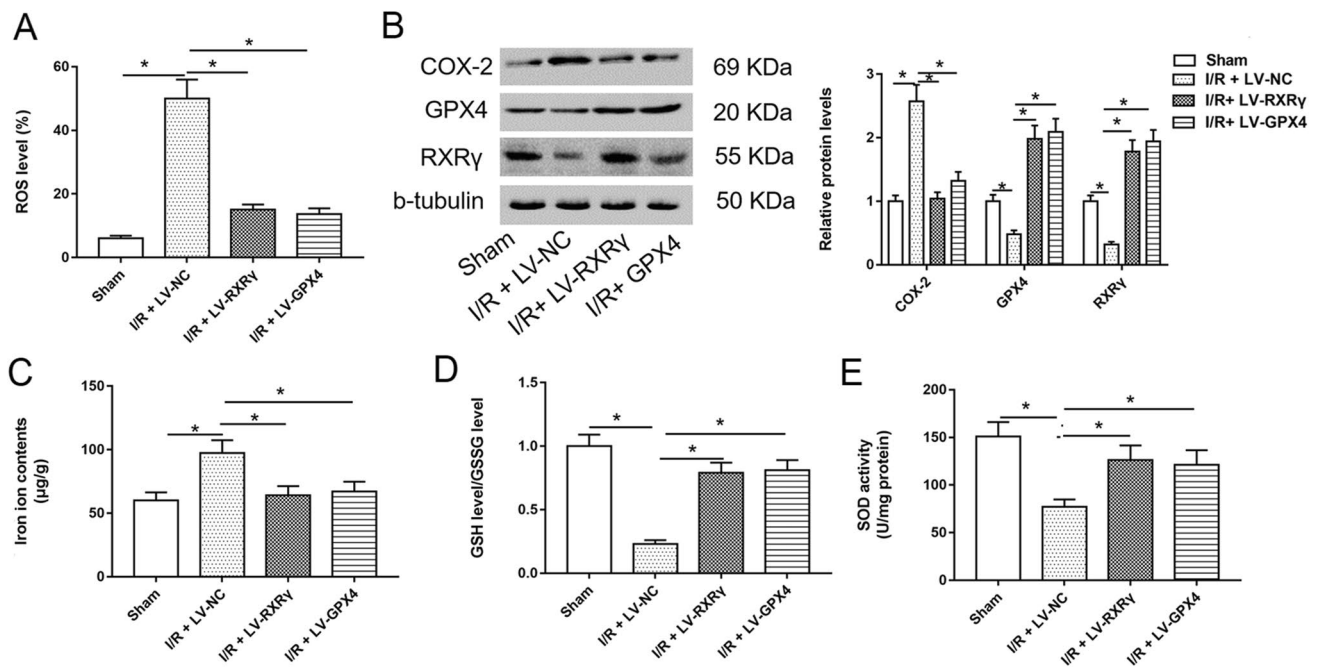 A
ROS level (%)
60
40
20
0
* * *
Sham
I/R + LV-NC
I/R + LV-RXRγ
I/R + LV-GPX4
B
COX-2 69 KDa
GPX4 20 KDa
RXRγ 55 KDa
b-tubulin 50 KDa
Sham
I/R + LV-NC
I/R+ LV-RXRγ
I/R+ GPX4
Relative protein levels
3
2
1
0
* * *
* * *
* * *
COX-2
GPX4
RXRγ
Sham
I/R + LV-NC
I/R+ LV-RXRγ
I/R+ LV-GPX4
C
Iron ion contents
(μg/g)
150
100
50
0
* * *
Sham
I/R + LV-NC
I/R + LV-RXRγ
I/R + LV-GPX4
D
GSH level/GSSG level
1.5
1.0
0.5
0.0
* * *
Sham
I/R + LV-NC
I/R + LV-RXRγ
I/R + LV-GPX4
E
SOD activity
(U/mg protein)
200
150
100
50
0
* * *
Sham
I/R + LV-NC
I/R + LV-RXRγ
I/R + LV-GPX4